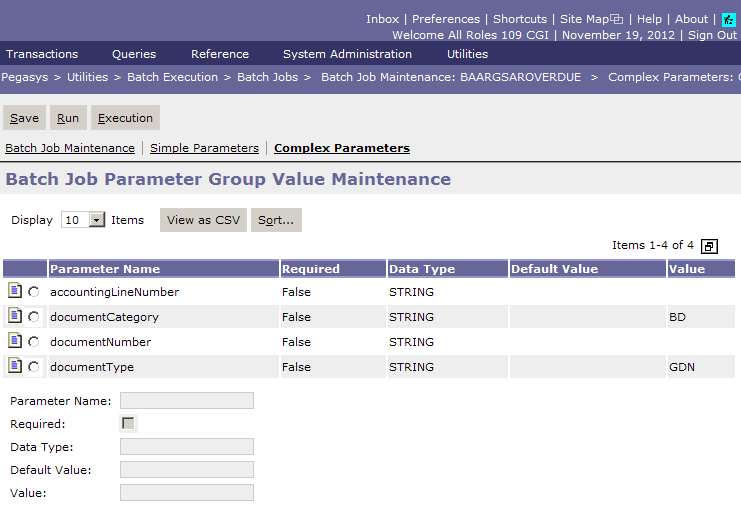 Inbox | Preferences | Shortcuts | Site Map | Help | About |
Welcome All Roles 109 CGI | November 19, 2012 | Sign Out
Transactions Queries Reference System Administration Utilities
Pegasys > Utilities > Batch Execution > Batch Jobs > Batch Job Maintenance: BAARGSAROVERDUE > Complex Parameters:
Save Run Execution
Batch Job Maintenance | Simple Parameters | Complex Parameters
Batch Job Parameter Group Value Maintenance
Display 10 Items View as CSV Sort...
Items 1-4 of 4
Parameter Name Required Data Type Default Value Value
accountingLineNumber False STRING
documentCategory False STRING BD
documentNumber False STRING
documentType False STRING GDN
Parameter Name:
Required:
Data Type:
Default Value:
Value: